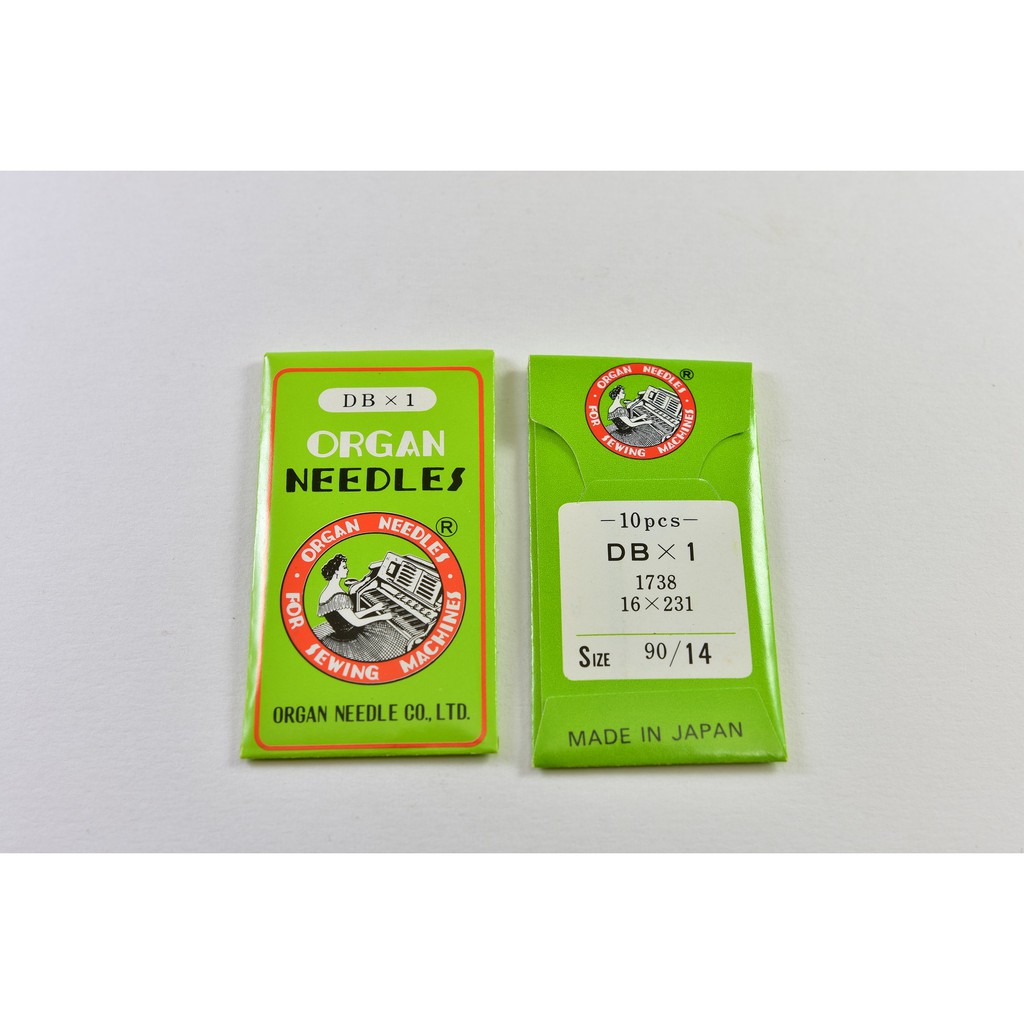 DB×1
ORGAN
NEEDLES
· ORGAN NEEDLES · ®
FOR SEWING MACHINES
ORGAN NEEDLE CO., LTD.
ORGAN NEEDLES ®
· FOR SEWING MACHINES
-10pcs-
DB×1
1738
16×231
SIZE 90/14
MADE IN JAPAN